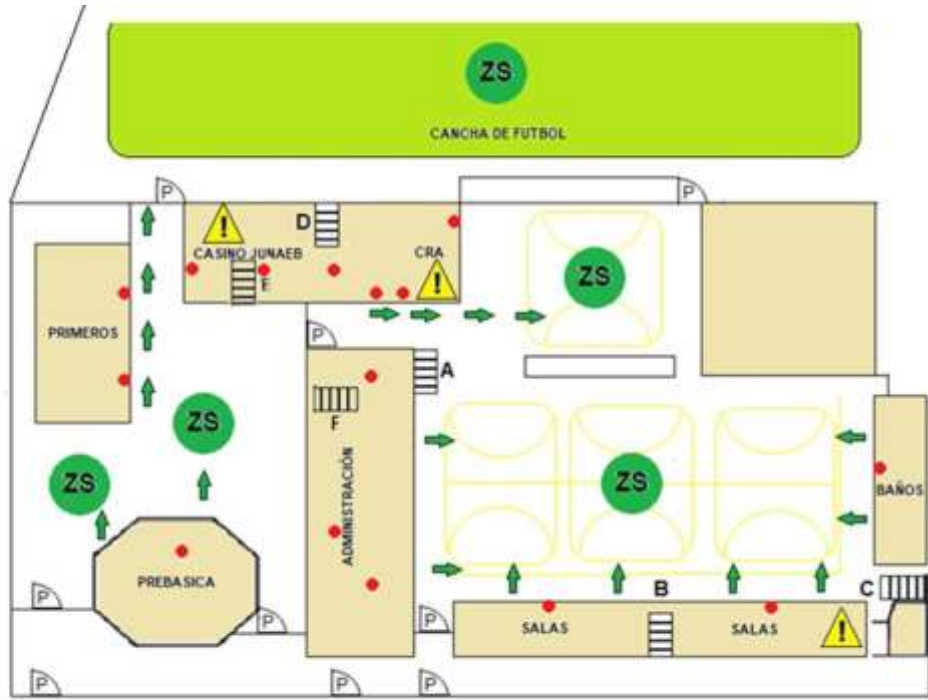 ZS
CANCHA DE FUTBOL
P
P
D
!
CASINO JUNAEB
CRA
ZS
E
!
PRIMEROS
P
A
F
ZS
ZS
ZS
ADMINISTRACIÓN
BAÑOS
PREBASICA
P
B
C
P
P
SALAS
SALAS
!
P
P
P